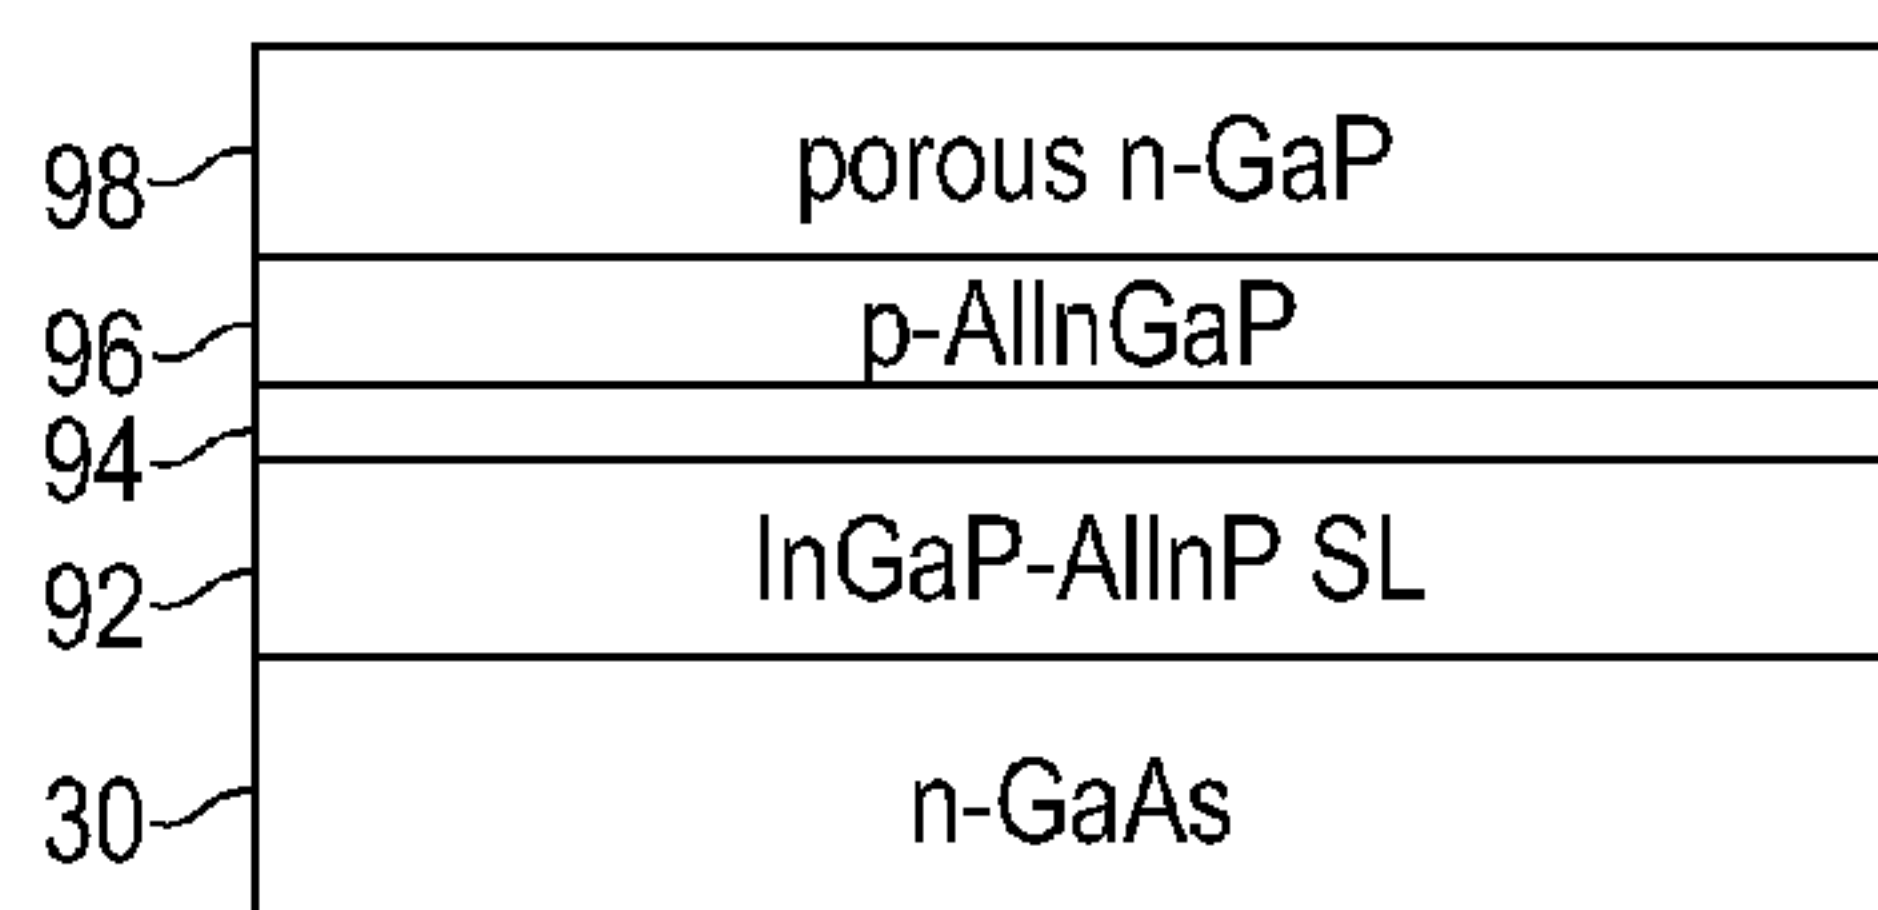 98 porous n-GaP
96 p-AlInGaP
94
92 InGaP-AlInP SL
30 n-GaAs